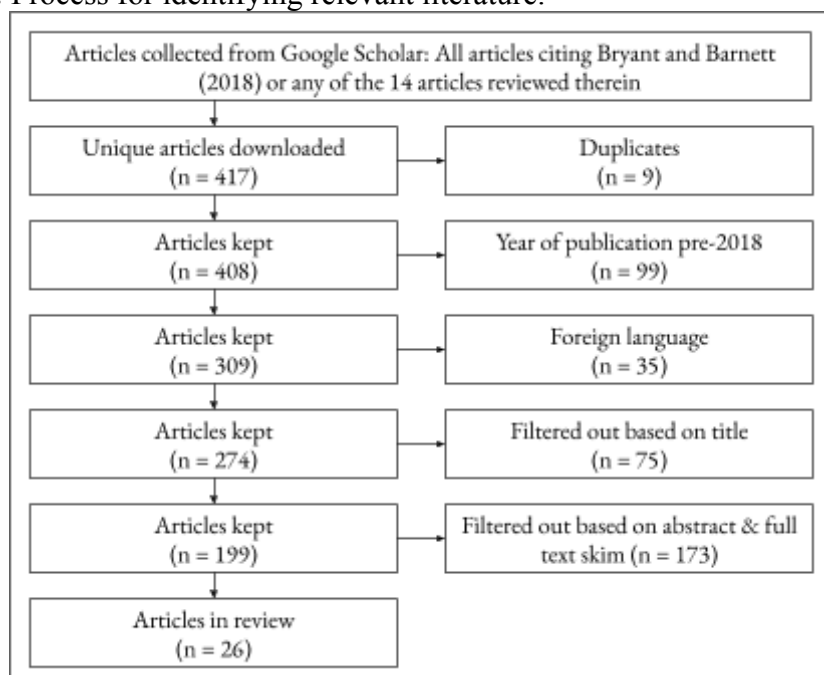 Process for identifying relevant literature.
Articles collected from Google Scholar: All articles citing Bryant and Barnett
(2018) or any of the 14 articles reviewed therein
Unique articles downloaded
(n = 417)
Duplicates
(n = 9)
Articles kept
(n = 408)
Year of publication pre-2018
(n = 99)
Articles kept
(n = 309)
Foreign language
(n = 35)
Articles kept
(n = 274)
Filtered out based on title
(n = 75)
Articles kept
(n = 199)
Filtered out based on abstract & full
text skim (n = 173)
Articles in review
(n = 26)